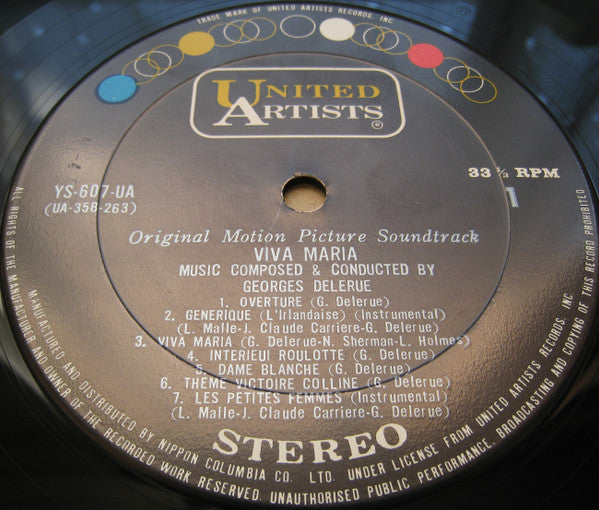 TRADE MARK OF UNITED ARTISTS RECORDS, INC.
UNITED
ARTISTS
®
YS-607-UA
(UA-358-263)
33 1/3 RPM
1
Original Motion Picture Soundtrack
VIVA MARIA
MUSIC COMPOSED & CONDUCTED BY
GEORGES DELERUE
1. OVERTURE (G. Delerue)
2. GENERIQUE (L'Irlandaise) (Instrumental)
(L. Malle-J. Claude Carriere-G. Delerue)
3. VIVA MARIA (G. Delerue-N. Sherman-L. Holmes)
4. INTERIEUI ROULOTTE (G. Delerue)
5. DAME BLANCHE (G. Delerue)
6. THEME VICTOIRE COLLINE (G. Delerue)
7. LES PETITES FEMMES (Instrumental)
(L. Malle-J. Claude Carriere-G. Delerue)
STEREO
MANUFACTURED AND DISTRIBUTED BY NIPPON COLUMBIA CO. LTD. UNDER LICENSE FROM UNITED ARTISTS RECORDS, INC.
ALL RIGHTS OF THE MANUFACTURER AND OWNER OF THE RECORDED WORK RESERVED. UNAUTHORISED PUBLIC PERFORMANCE, BROADCASTING AND COPYING OF THIS RECORD PROHIBITED